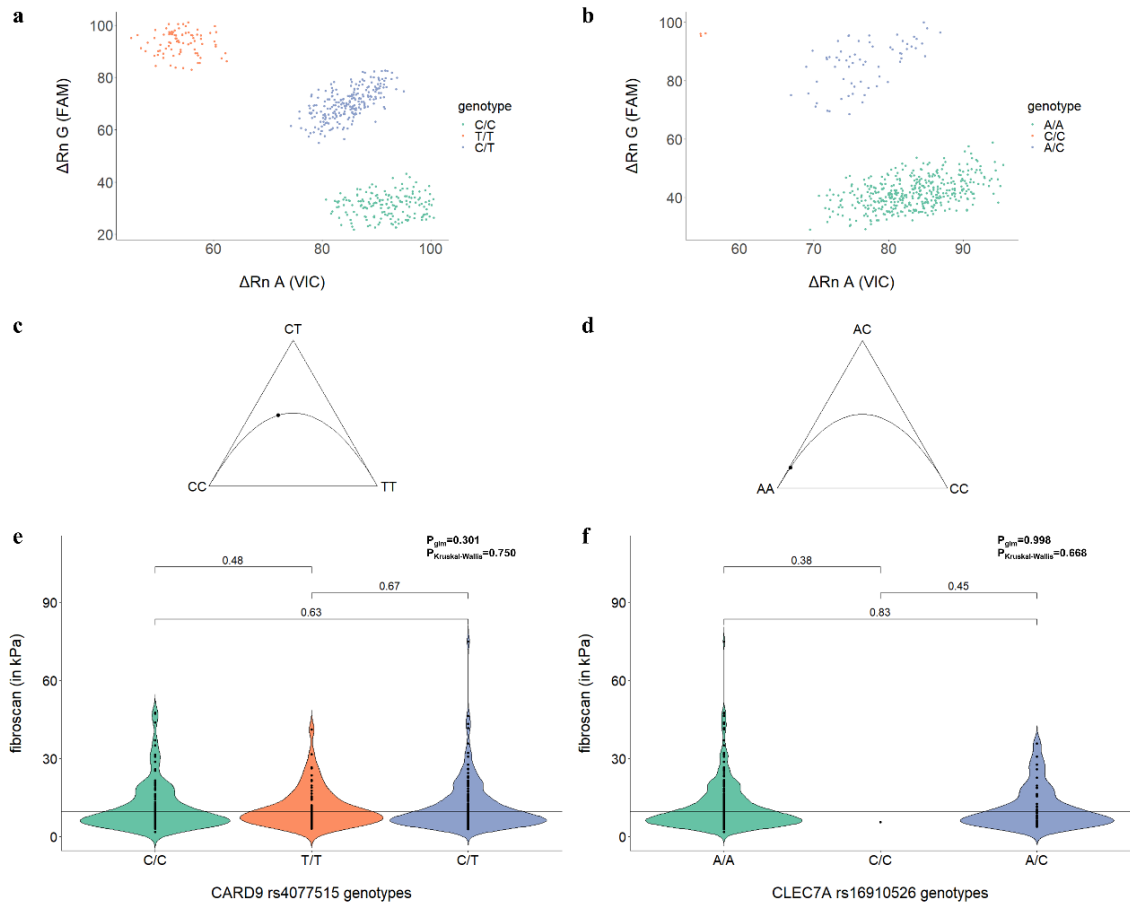 a
100
80
60
40
20
ΔRn G (FAM)
60
80
100
ΔRn A (VIC)
genotype
C/C
T/T
C/T
b
100
80
60
40
ΔRn G (FAM)
60
70
80
90
ΔRn A (VIC)
genotype
A/A
C/C
A/C
c
CT
CC
TT
d
AC
AA
CC
e
Pglm=0.301
PKruskal-Wallis=0.750
0.48
0.67
0.63
90
60
30
0
fibroscan (in kPa)
C/C
T/T
C/T
CARD9 rs4077515 genotypes
f
Pglm=0.998
PKruskal-Wallis=0.668
0.38
0.45
0.83
90
60
30
0
fibroscan (in kPa)
A/A
C/C
A/C
CLEC7A rs16910526 genotypes